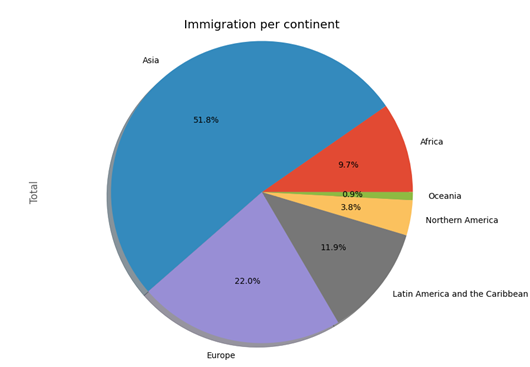 Immigration per continent
Asia
51.8%
Africa
9.7%
Total
0.9%
Oceania
3.8%
Northern America
11.9%
22.0%
Latin America and the Caribbean
Europe